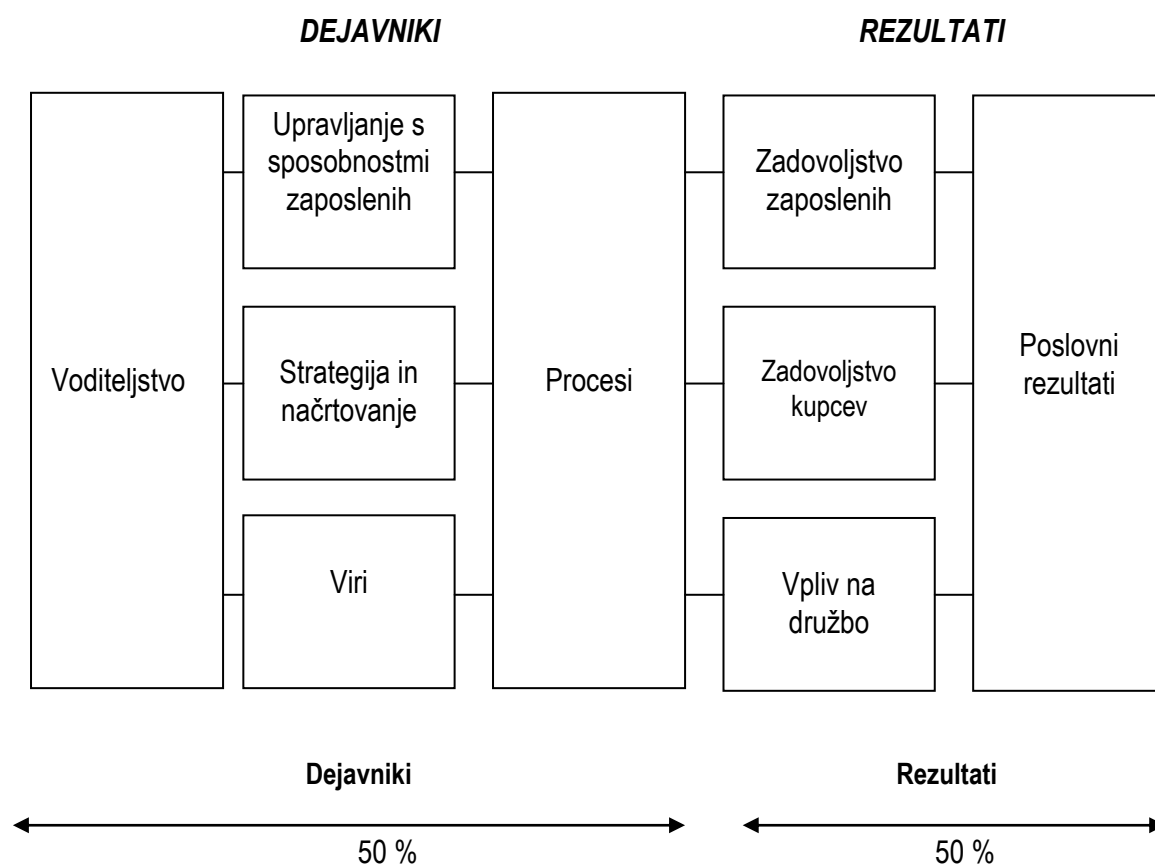 DEJAVNIKI
REZULTATI
Voditeljstvo
Upravljanje s
sposobnostmi
zaposlenih
Strategija in
načrtovanje
Viri
Procesi
Zadovoljstvo
zaposlenih
Zadovoljstvo
kupcev
Vpliv na
družbo
Poslovni
rezultati
Dejavniki
Rezultati
50 %
50 %